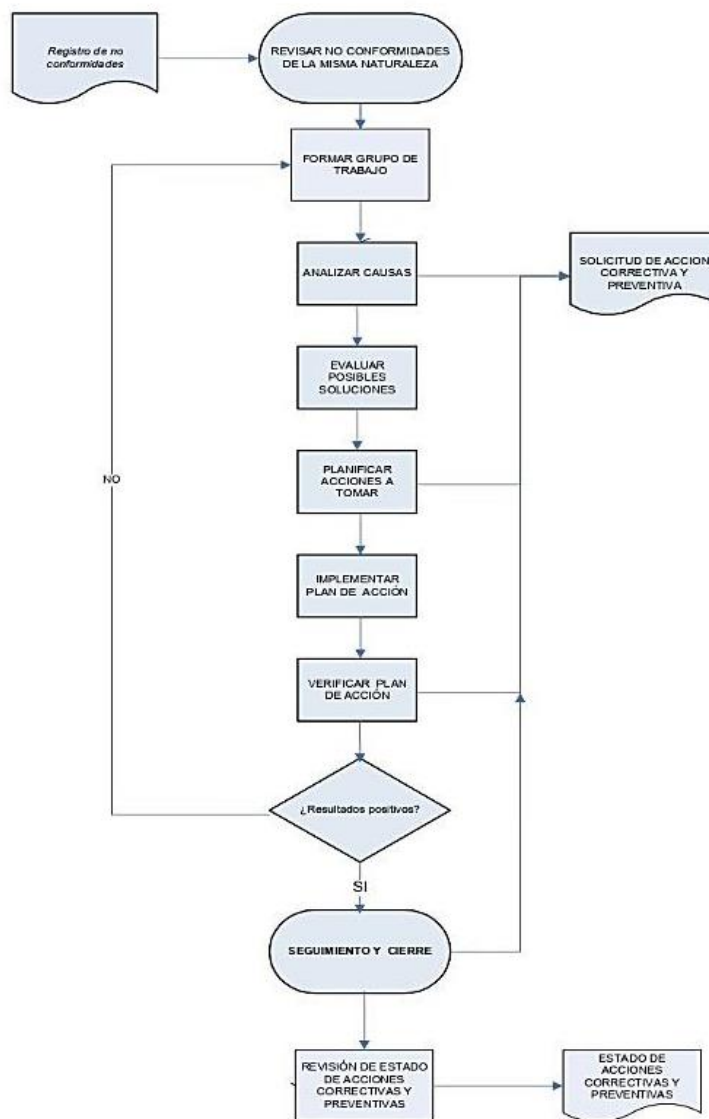 Registro de no
conformidades
REVISAR NO CONFORMIDADES
DE LA MISMA NATURALEZA
FORMAR GRUPO DE
TRABAJO
ANALIZAR CAUSAS
SOLICITUD DE ACCION
CORRECTIVA Y
PREVENTIVA
EVALUAR
POSIBLES
SOLUCIONES
PLANIFICAR
ACCIONES A
TOMAR
NO
IMPLEMENTAR
PLAN DE ACCIÓN
VERIFICAR PLAN
DE ACCIÓN
¿Resultados positivos?
SI
SEGUIMIENTO Y CIERRE
REVISIÓN DE ESTADO
DE ACCIONES
CORRECTIVAS Y
PREVENTIVAS
ESTADO DE
ACCIONES
CORRECTIVAS Y
PREVENTIVAS